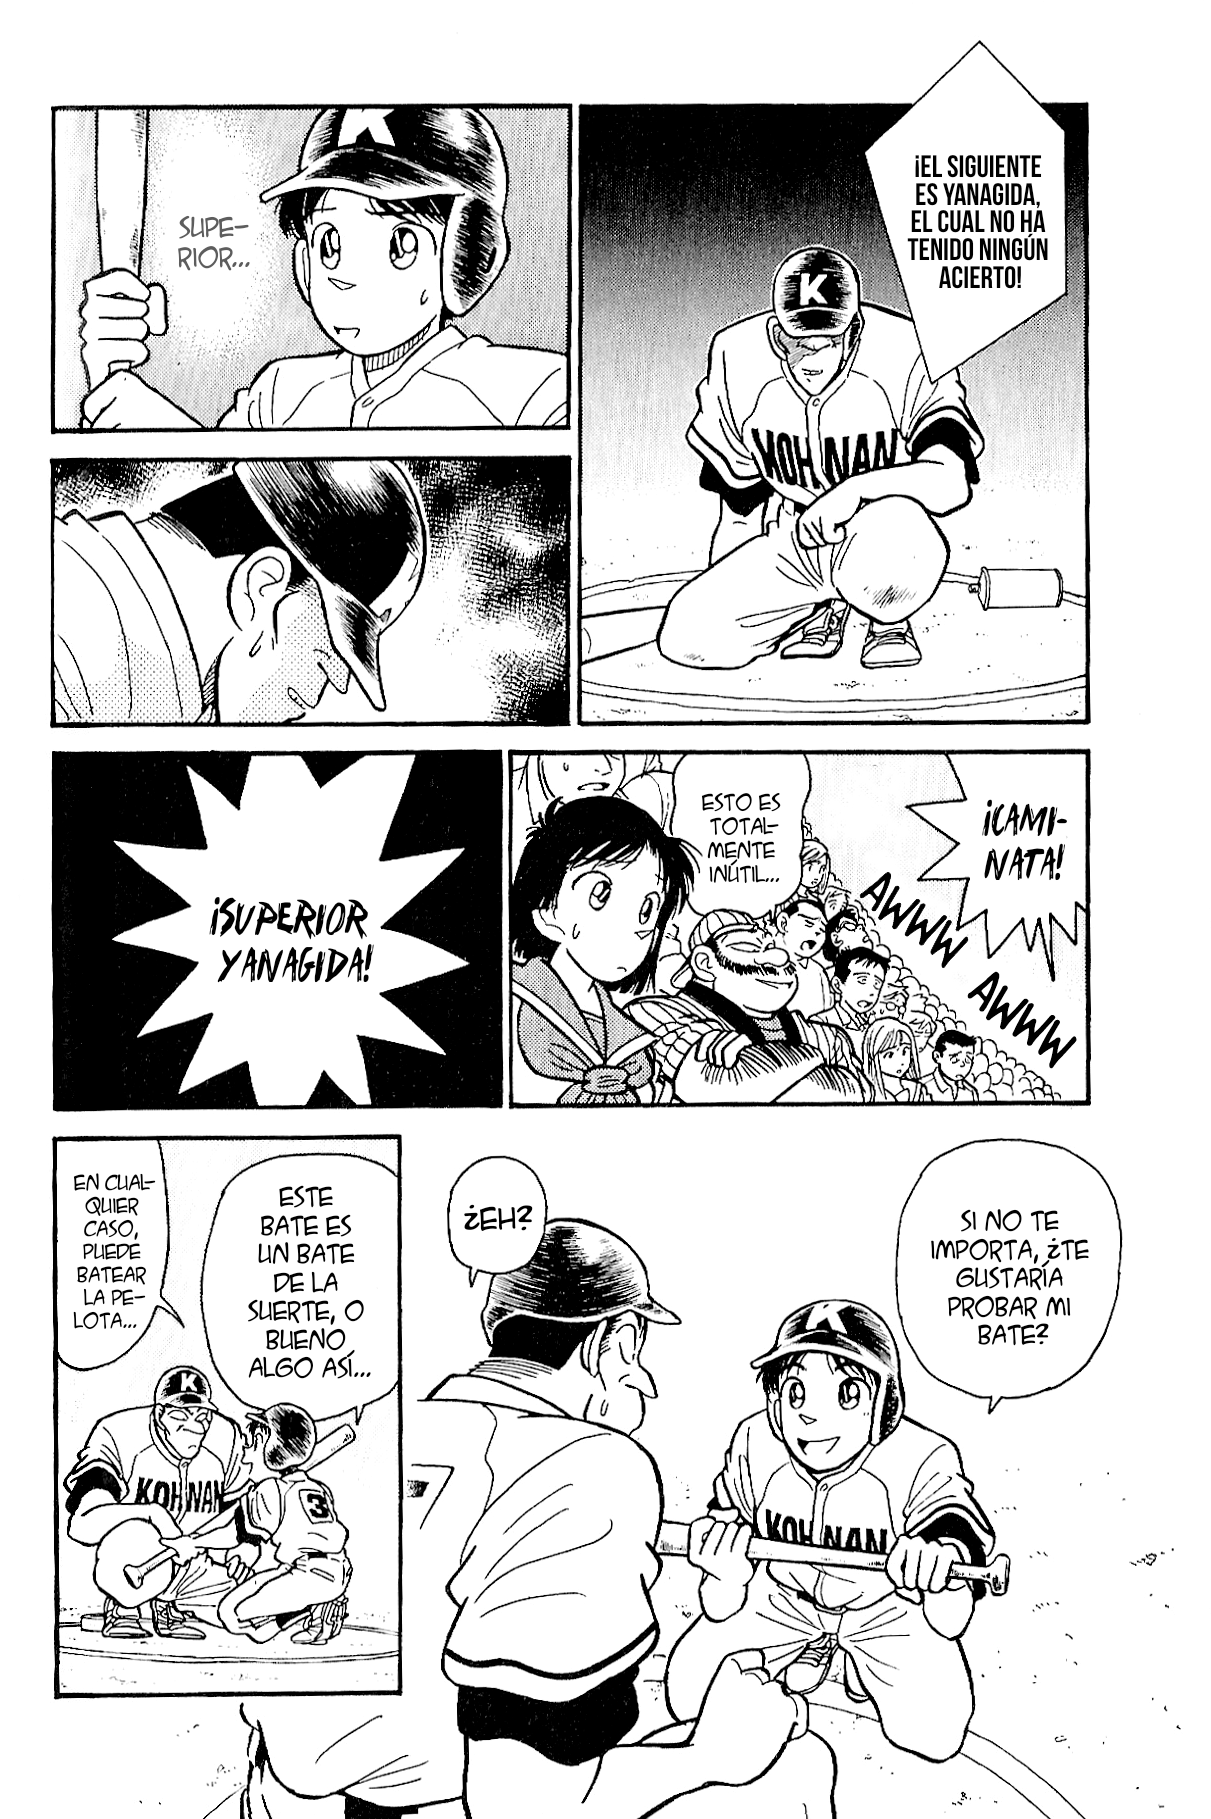 ¡EL SIGUIENTE
ES YANAGIDA,
EL CUAL NO HA
TENIDO NINGÚN
ACIERTO!
K
KOHNAN
K
SUPE-
RIOR...
¡CAMI-
NATA!
AWWW
AWWW
ESTO ES
TOTAL-
MENTE
INÚTIL...
¡SUPERIOR
YANAGIDA!
SI NO TE
IMPORTA, ¿TE
GUSTARÍA
PROBAR MI
BATE?
¿EH?
K
KOHNAN
7
ESTE
BATE ES
UN BATE
DE LA
SUERTE, O
BUENO
ALGO ASÍ...
EN CUAL-
QUIER
CASO,
PUEDE
BATEAR
LA PE-
LOTA...
K
KOHNAN
3